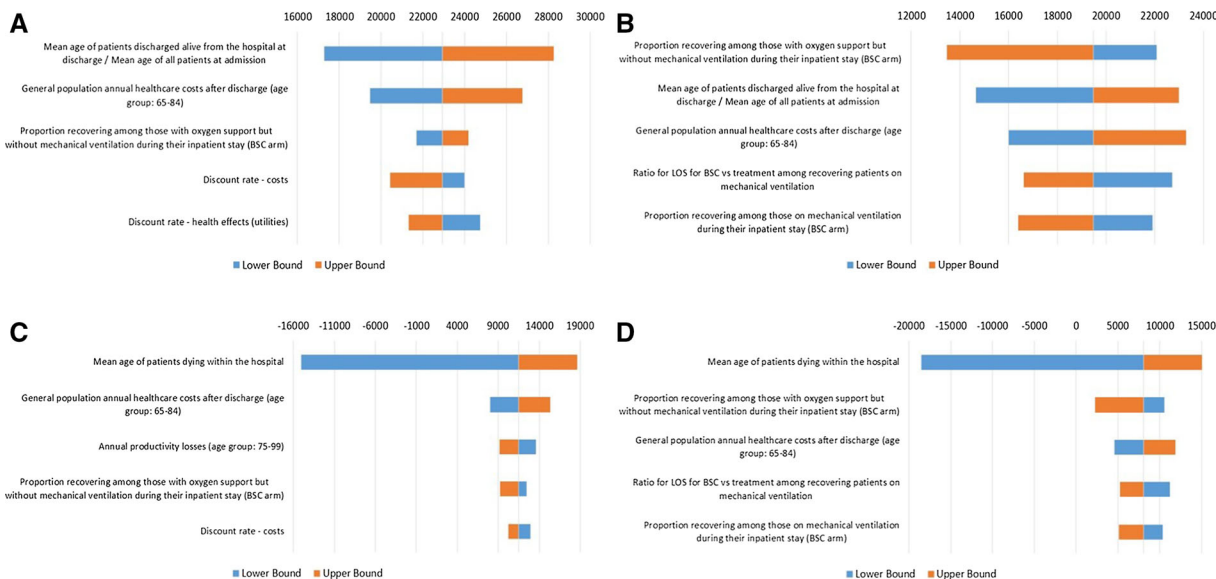 A
16000 18000 20000 22000 24000 26000 28000 30000
Mean age of patients discharged alive from the hospital at
discharge / Mean age of all patients at admission
General population annual healthcare costs after discharge (age
group: 65-84)
Proportion recovering among those with oxygen support but
without mechanical ventilation during their inpatient stay (BSC arm)
Discount rate - costs
Discount rate - health effects (utilities)
Lower Bound Upper Bound
B
12000 14000 16000 18000 20000 22000 24000
Proportion recovering among those with oxygen support but
without mechanical ventilation during their inpatient stay (BSC arm)
Mean age of patients discharged alive from the hospital at
discharge / Mean age of all patients at admission
General population annual healthcare costs after discharge (age
group: 65-84)
Ratio for LOS for BSC vs treatment among recovering patients on
mechanical ventilation
Proportion recovering among those on mechanical ventilation
during their inpatient stay (BSC arm)
Lower Bound Upper Bound
C
-16000 -11000 -6000 -1000 4000 9000 14000 19000
Mean age of patients dying within the hospital
General population annual healthcare costs after discharge (age
group: 65-84)
Annual productivity losses (age group: 75-99)
Proportion recovering among those with oxygen support but
without mechanical ventilation during their inpatient stay (BSC arm)
Discount rate - costs
Lower Bound Upper Bound
D
-20000 -15000 -10000 -5000 0 5000 10000 15000
Mean age of patients dying within the hospital
Proportion recovering among those with oxygen support but
without mechanical ventilation during their inpatient stay (BSC arm)
General population annual healthcare costs after discharge (age
group: 65-84)
Ratio for LOS for BSC vs treatment among recovering patients on
mechanical ventilation
Proportion recovering among those on mechanical ventilation
during their inpatient stay (BSC arm)
Lower Bound Upper Bound